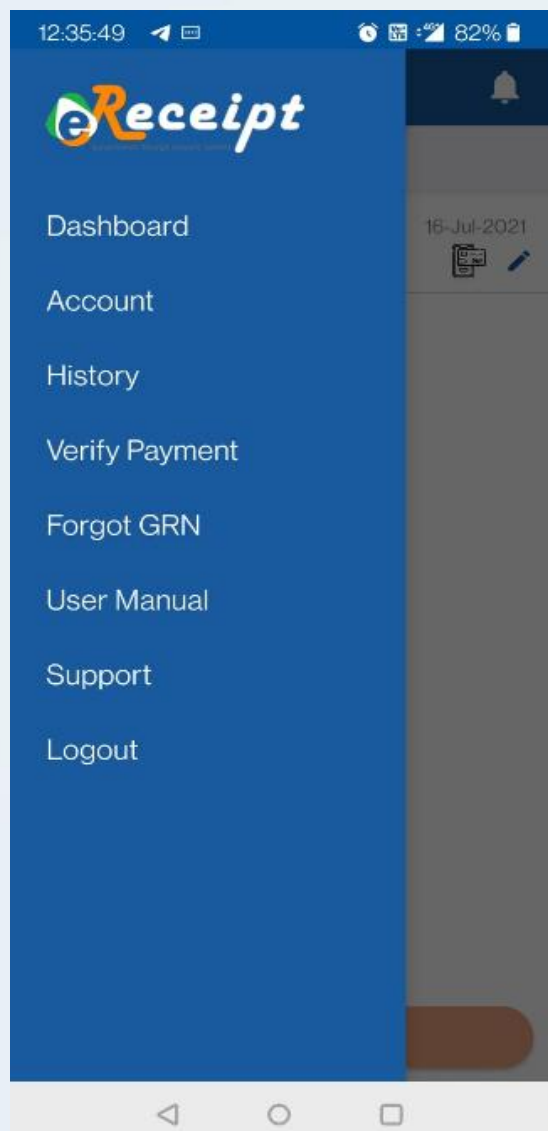 12:35:49 82%
eReceipt
Dashboard
16-Jul-2021
Account
History
Verify Payment
Forgot GRN
User Manual
Support
Logout